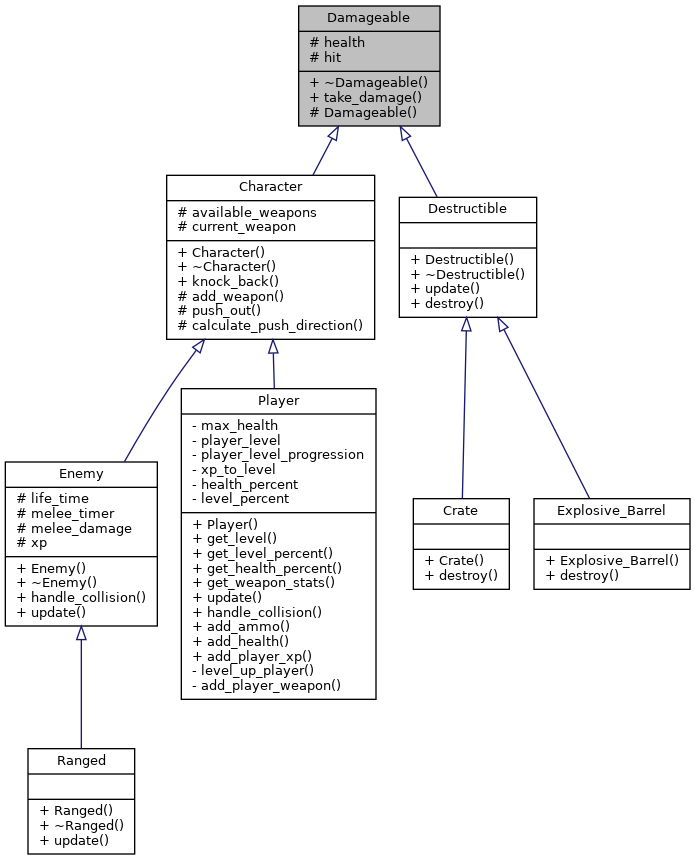 Damageable
# health
# hit
+ ~Damageable()
+ take_damage()
# Damageable()
Character
# available_weapons
# current_weapon
+ Character()
+ ~Character()
+ knock_back()
# add_weapon()
# push_out()
# calculate_push_direction()
Destructible
+ Destructible()
+ ~Destructible()
+ update()
+ destroy()
Enemy
# life_time
# melee_timer
# melee_damage
# xp
+ Enemy()
+ ~Enemy()
+ handle_collision()
+ update()
Player
- max_health
- player_level
- player_level_progression
- xp_to_level
- health_percent
- level_percent
+ Player()
+ get_level()
+ get_level_percent()
+ get_health_percent()
+ get_weapon_stats()
+ update()
+ handle_collision()
+ add_ammo()
+ add_health()
+ add_player_xp()
- level_up_player()
- add_player_weapon()
Crate
+ Crate()
+ destroy()
Explosive_Barrel
+ Explosive_Barrel()
+ destroy()
Ranged
+ Ranged()
+ ~Ranged()
+ update()